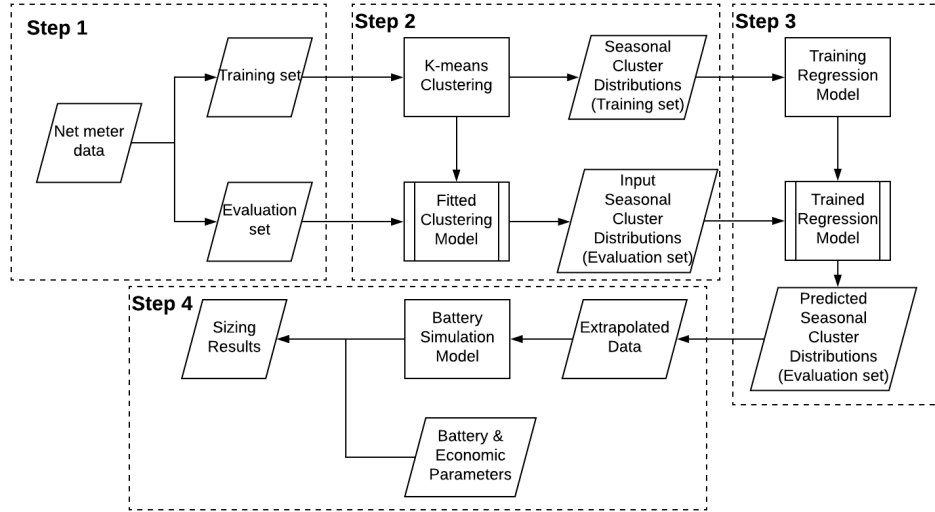 Step 1
Training set
Net meter
data
Evaluation
set
Step 2
K-means
Clustering
Seasonal
Cluster
Distributions
(Training set)
Fitted
Clustering
Model
Input
Seasonal
Cluster
Distributions
(Evaluation set)
Step 3
Training
Regression
Model
Trained
Regression
Model
Predicted
Seasonal
Cluster
Distributions
(Evaluation set)
Step 4
Sizing
Results
Battery
Simulation
Model
Extrapolated
Data
Battery &
Economic
Parameters